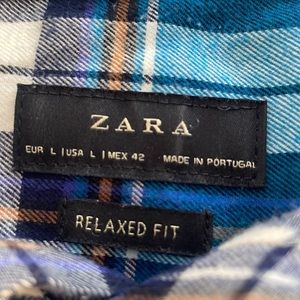 ZARA
EUR L | USA L | MEX 42 MADE IN PORTUGAL
RELAXED FIT